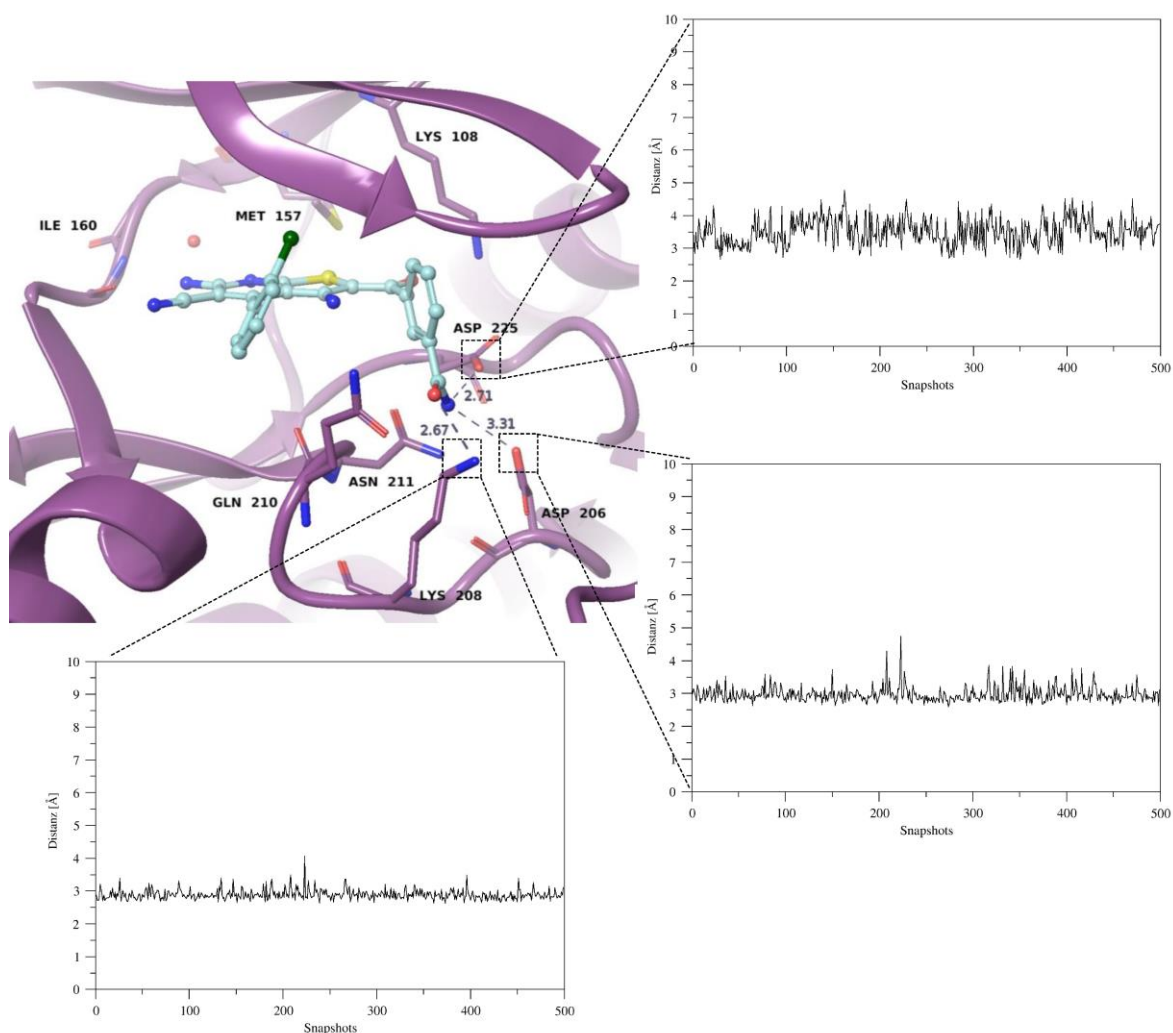 LYS 108
MET 157
ILE 160
ASP 225
2.71
3.31
2.67
ASN 211
GLN 210
ASP 206
LYS 208
10
9
8
7
6
5
4
3
2
1
0
Distanz [Å]
0 100 200 300 400 500
Snapshots
10
9
8
7
6
5
4
3
2
1
0
Distanz [Å]
0 100 200 300 400 500
Snapshots
10
9
8
7
6
5
4
3
2
1
0
Distanz [Å]
0 100 200 300 400 500
Snapshots